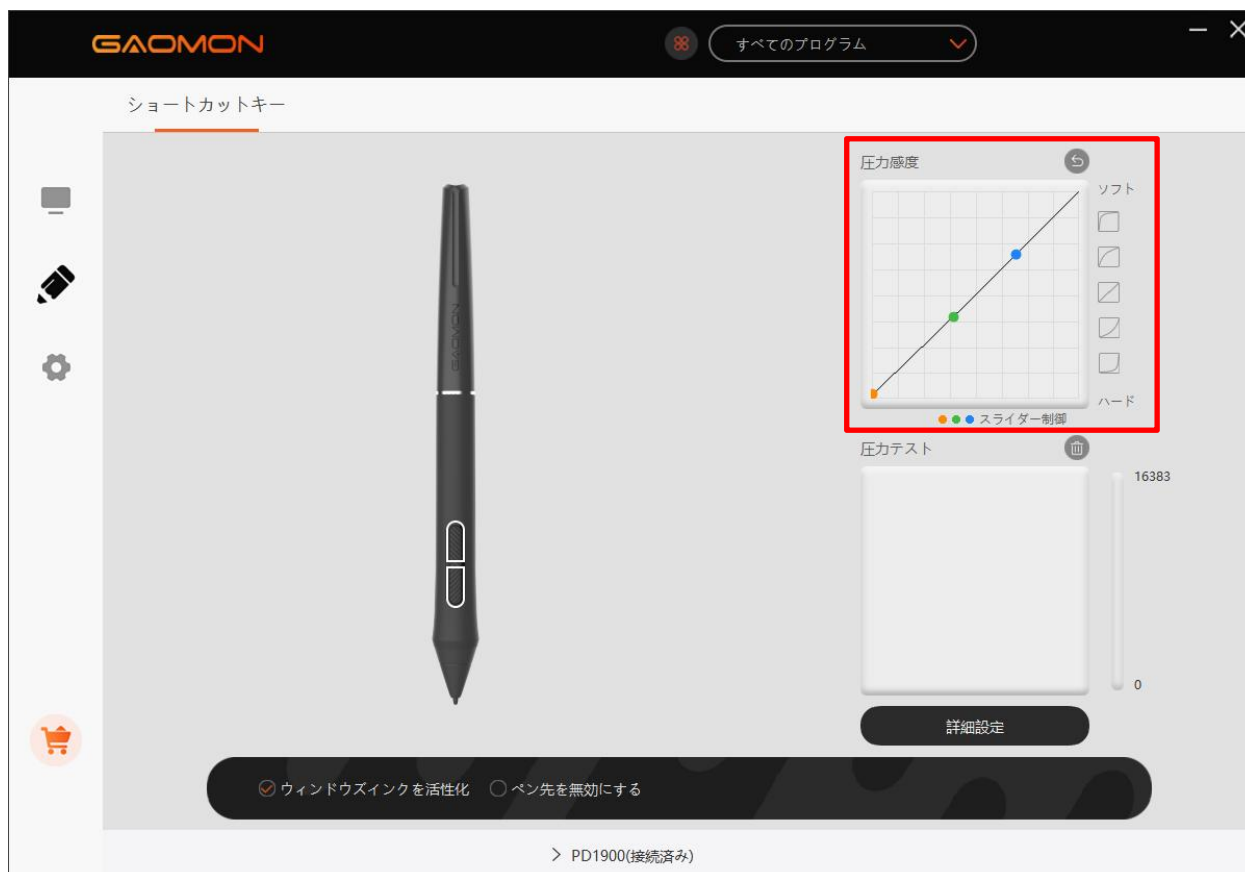 GAOMON
すべてのプログラム
ショートカットキー
圧力感度
ソフト
ハード
スライダー制御
圧力テスト
16383
0
GAOMON
詳細設定
ウィンドウズインクを活性化 ペン先を無効にする
PD1900(接続済み)